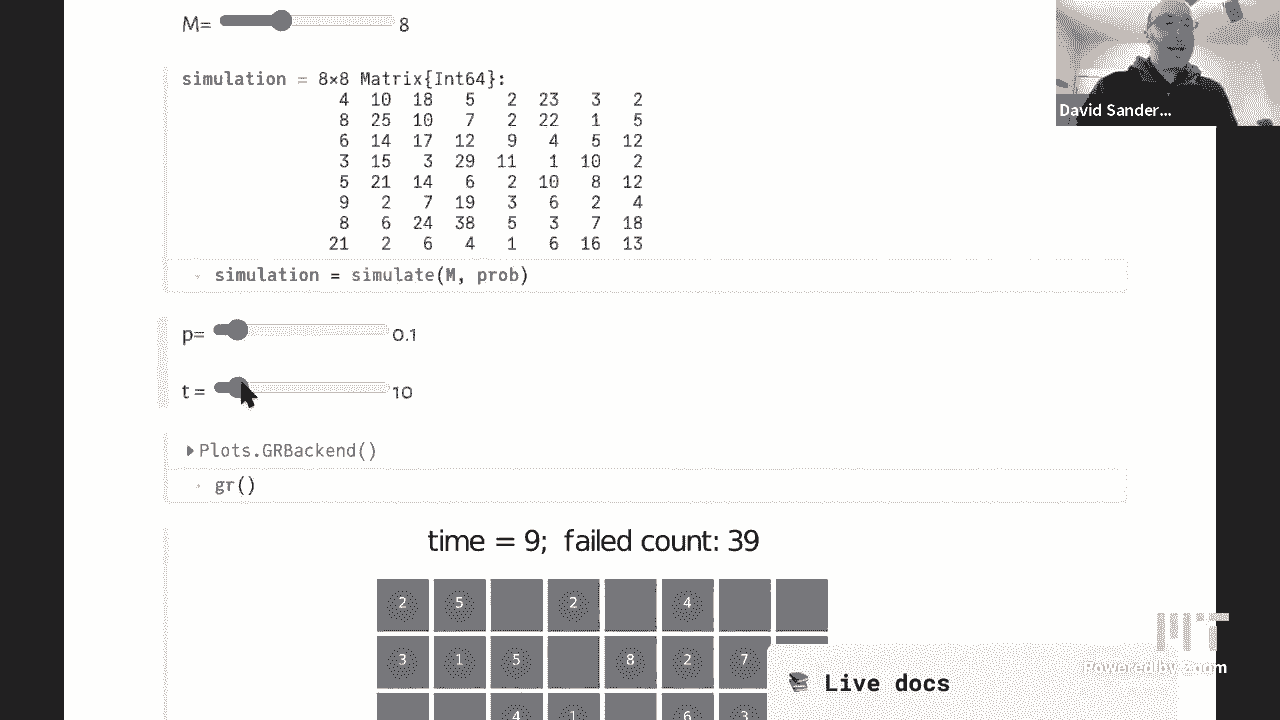 M= 8
David Sander...
simulation = 8×8 Matrix{Int64}:
4 10 18 5 2 23 3 2
8 25 10 7 2 22 1 5
6 14 17 12 9 4 5 12
3 15 3 29 11 1 10 2
5 21 14 6 2 10 8 12
9 2 7 19 3 6 2 4
8 6 24 38 5 3 7 18
21 2 6 4 1 6 16 13
simulation = simulate(M, prob)
p= 0.1
t = 10
Plots.GRBackend()
gr()
time = 9; failed count: 39
2 5 2 4
3 1 5 8 2 7
4 1 6 3
Live docs
MIT
Powered by Zoom